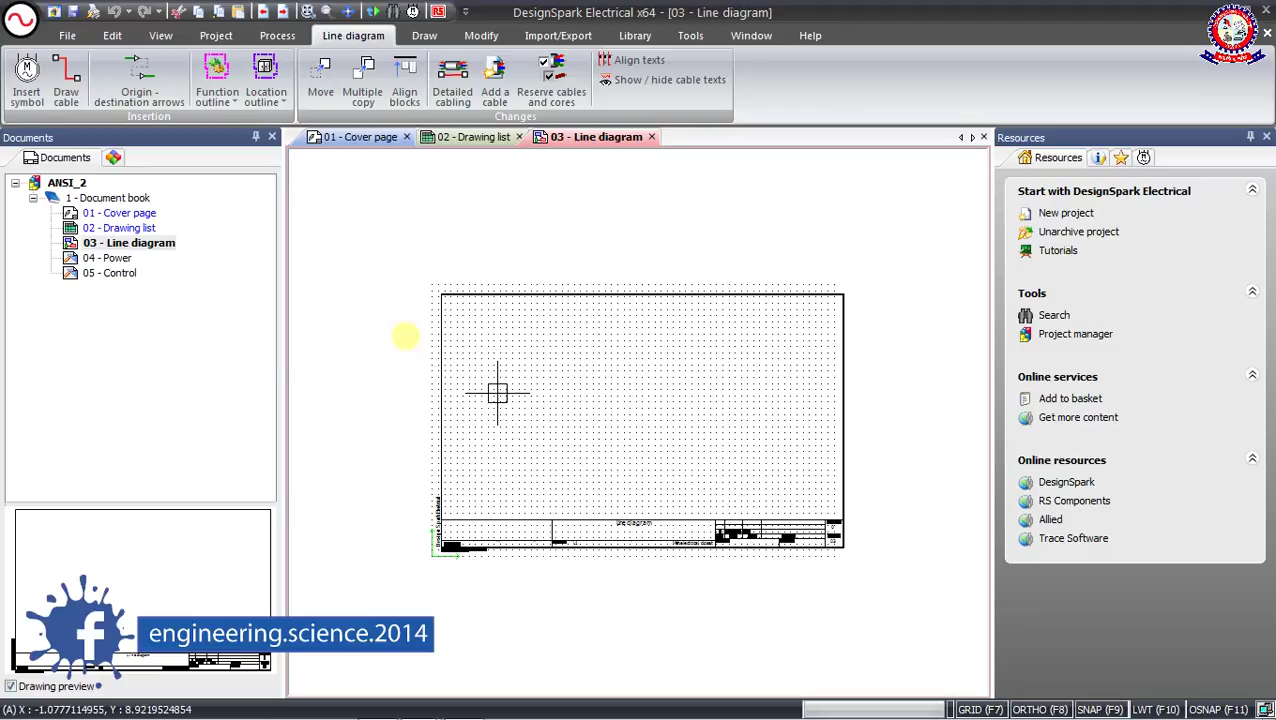 RS
DesignSpark Electrical x64 - [03 - Line diagram]
File Edit View Project Process Line diagram Draw Modify Import/Export Library Tools Window Help
Insert symbol
Draw cable
Origin - destination arrows
Function outline
Location outline
Insertion
Move
Multiple copy
Align blocks
Detailed cabling
Add a cable
Reserve cables and cores
Align texts
Show / hide cable texts
Changes
Documents
01 - Cover page
02 - Drawing list
03 - Line diagram
Resources
Documents
ANSI_2
1 - Document book
01 - Cover page
02 - Drawing list
03 - Line diagram
04 - Power
05 - Control
Line diagram
Resources
Start with DesignSpark Electrical
New project
Unarchive project
Tutorials
Tools
Search
Project manager
Online services
Add to basket
Get more content
Online resources
DesignSpark
RS Components
Allied
Trace Software
f
engineering.science.2014
Drawing preview
(A) X : -1.0777114955, Y : 8.9219524854
GRID (F7) ORTHO (F8) SNAP (F9) LWT (F10) OSNAP (F11)